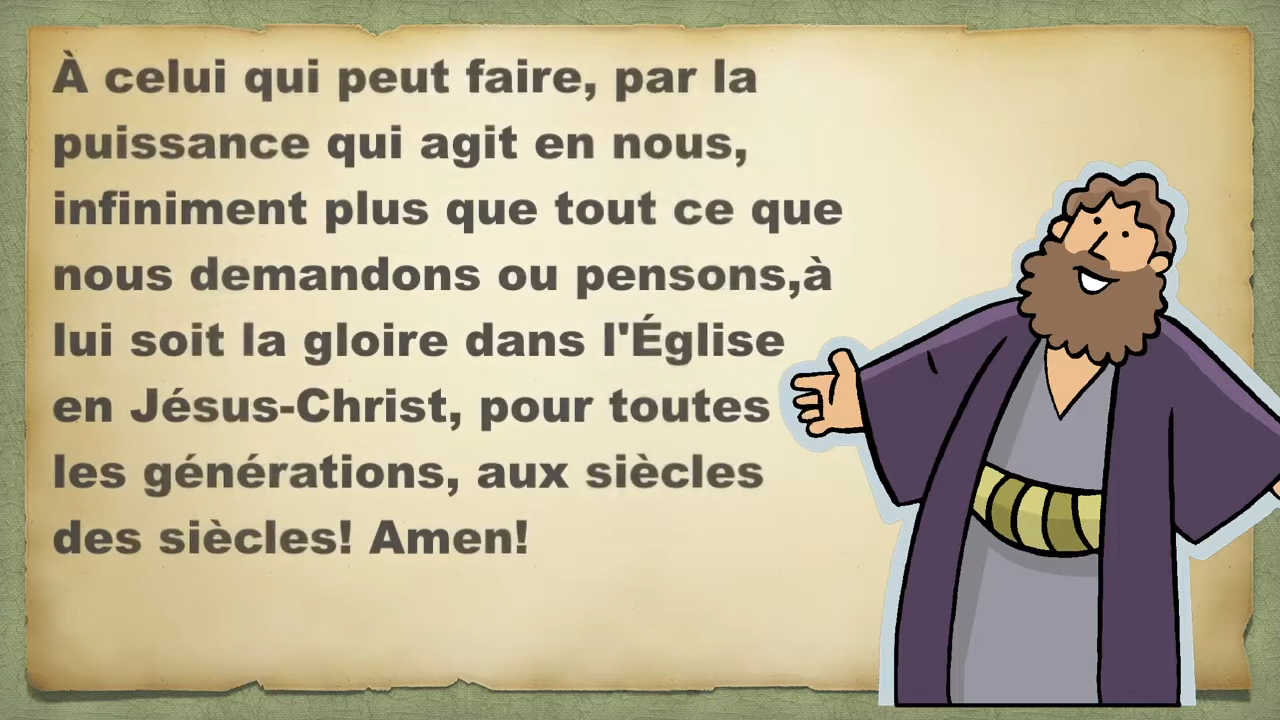 À celui qui peut faire, par la
puissance qui agit en nous,
infiniment plus que tout ce que
nous demandons ou pensons,à
lui soit la gloire dans l'Église
en Jésus-Christ, pour toutes
les générations, aux siècles
des siècles! Amen!